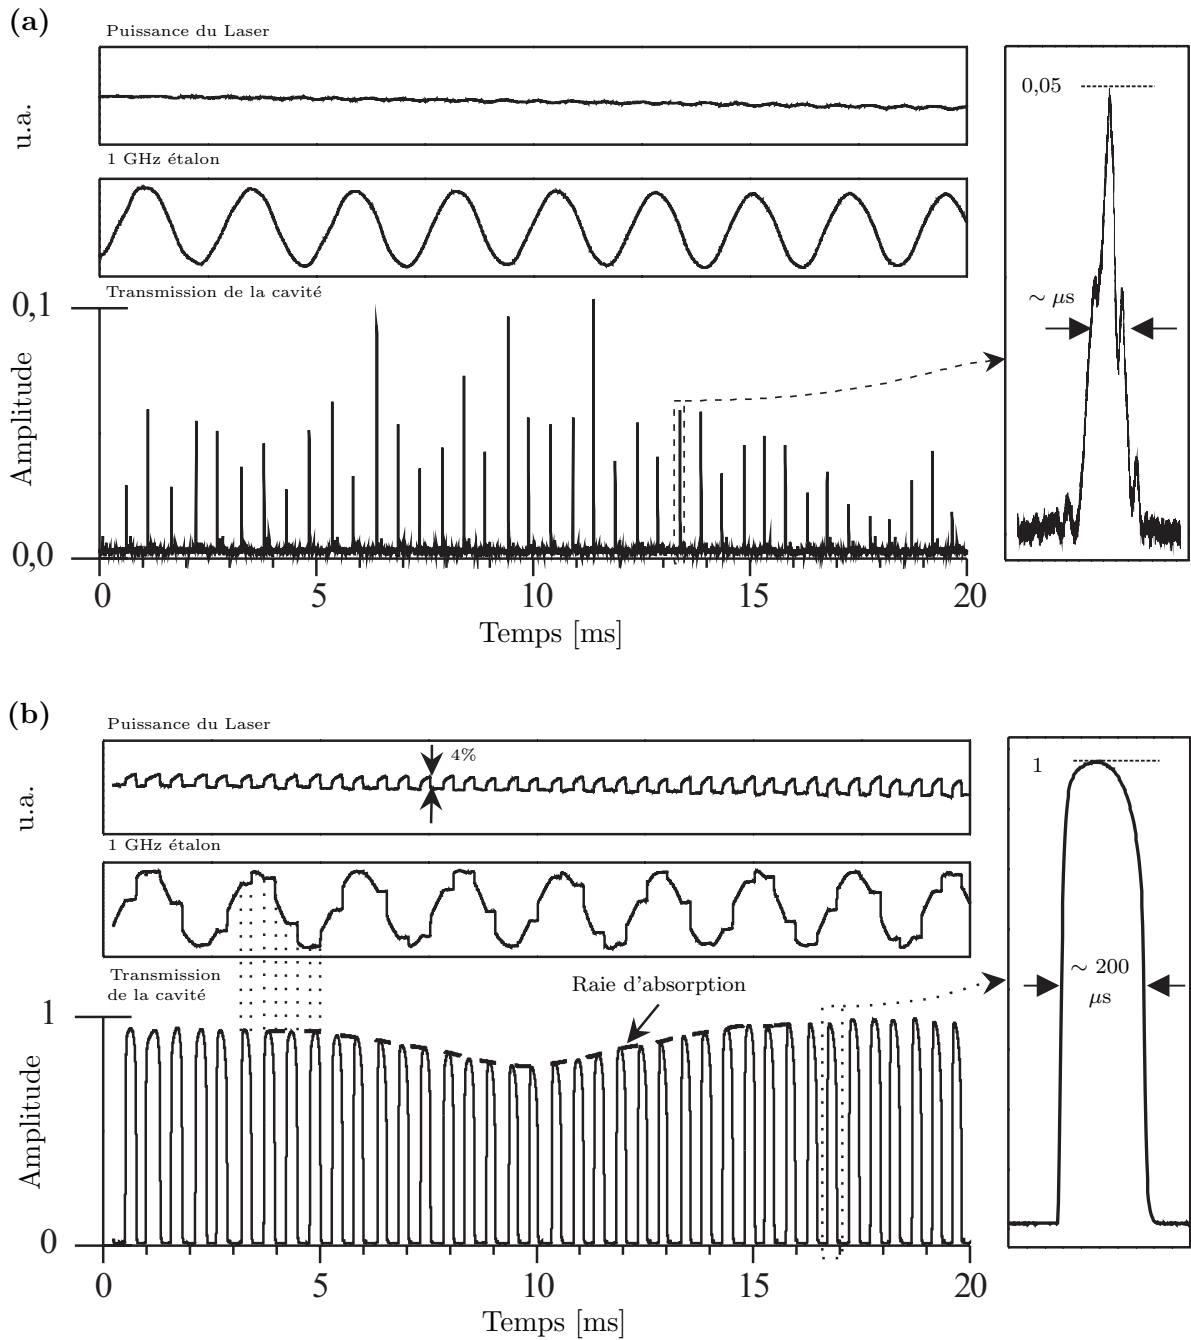 (a)
Puissance du Laser
u.a.
1 GHz étalon
Transmission de la cavité
0,1
Amplitude
0,0
0 5 10 15 20
Temps [ms]
0,05
∼ μs
(b)
Puissance du Laser
4%
u.a.
1 GHz étalon
Transmission
de la cavité
Raie d'absorption
1
Amplitude
0
0 5 10 15 20
Temps [ms]
1
∼ 200
μs